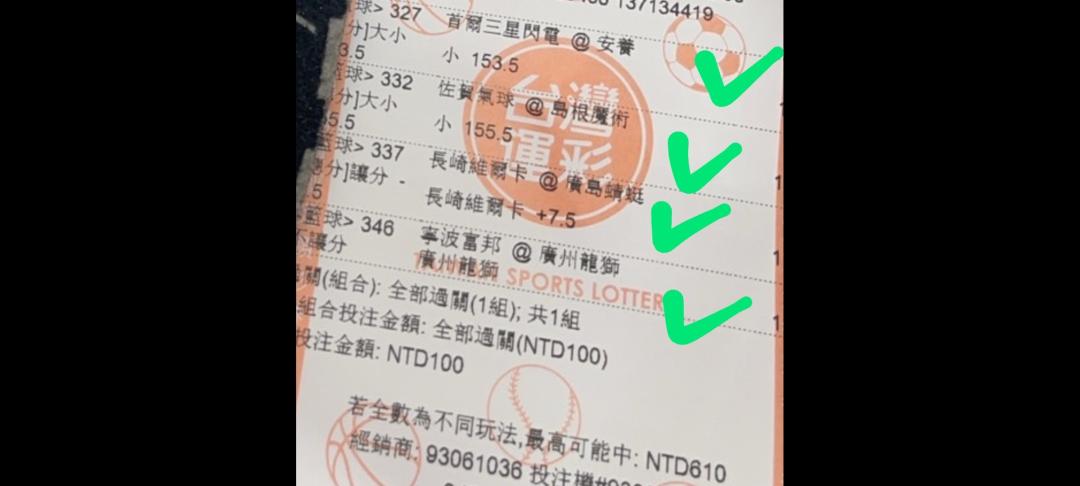 137134419
球> 327 首爾三星閃電 @ 安養
分]大小 小 153.5
3.5
籃球> 332 佐賀氣球 @ 島根魔術
分]大小 小 155.5
55.5
籃球> 337 長崎維爾卡 @ 廣島蜻蜓
分]讓分 - 長崎維爾卡 +7.5
5
籃球> 346 寧波富邦 @ 廣州龍獅
不讓分 廣州龍獅
台灣運彩
SPORTS LOTTER
過關(組合): 全部過關(1組); 共1組
組合投注金額: 全部過關(NTD100)
投注金額: NTD100
若全數為不同玩法,最高可能中: NTD610
經銷商: 93061036 投注機#